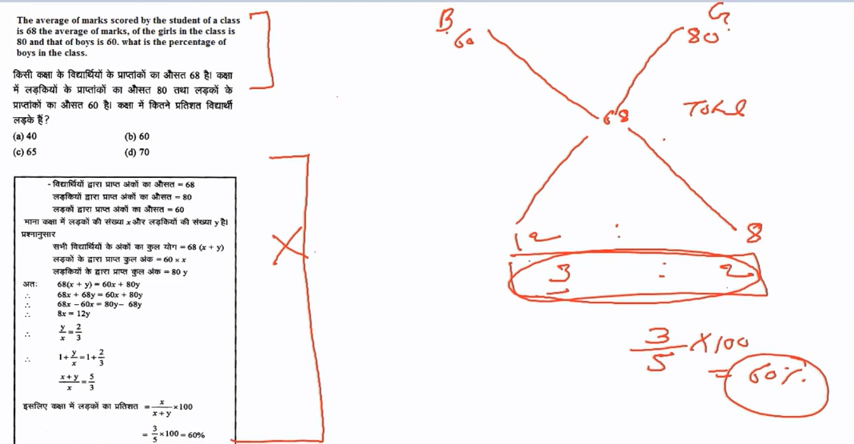 The average of marks scored by the student of a class
is 68 the average of marks, of the girls in the class is
80 and that of boys is 60. what is the percentage of
boys in the class.
किसी कक्षा के विद्यार्थियों के प्राप्तांकों का औसत 68 है। कक्षा
में लड़कियों के प्राप्तांकों का औसत 80 तथा लड़कों के
प्राप्तांकों का औसत 60 है। कक्षा में कितने प्रतिशत विद्यार्थी
लड़के हैं?
(a) 40 (b) 60
(c) 65 (d) 70
- विद्यार्थियों द्वारा प्राप्त अंकों का औसत = 68
लड़कियों द्वारा प्राप्त अंकों का औसत = 80
लड़कों द्वारा प्राप्त अंकों का औसत = 60
माना कक्षा में लड़कों की संख्या x और लड़कियों की संख्या y है।
प्रश्नानुसार
सभी विद्यार्थियों के अंकों का कुल योग = 68 (x + y)
लड़कों के द्वारा प्राप्त कुल अंक = 60 × x
लड़कियों के द्वारा प्राप्त कुल अंक = 80 y
अतः 68(x + y) = 60x + 80y
∴ 68x + 68y = 60x + 80y
∴ 68x − 60x = 80y − 68y
∴ 8x = 12y
∴ y/x = 2/3
∴ 1 + y/x = 1 + 2/3
x + y/x = 5/3
इसलिए कक्षा में लड़कों का प्रतिशत = x/x + y × 100
= 3/5 × 100 = 60%
B G
60 80
68 Total
12 : 8
3 : 2
3/5 × 100
= 60%